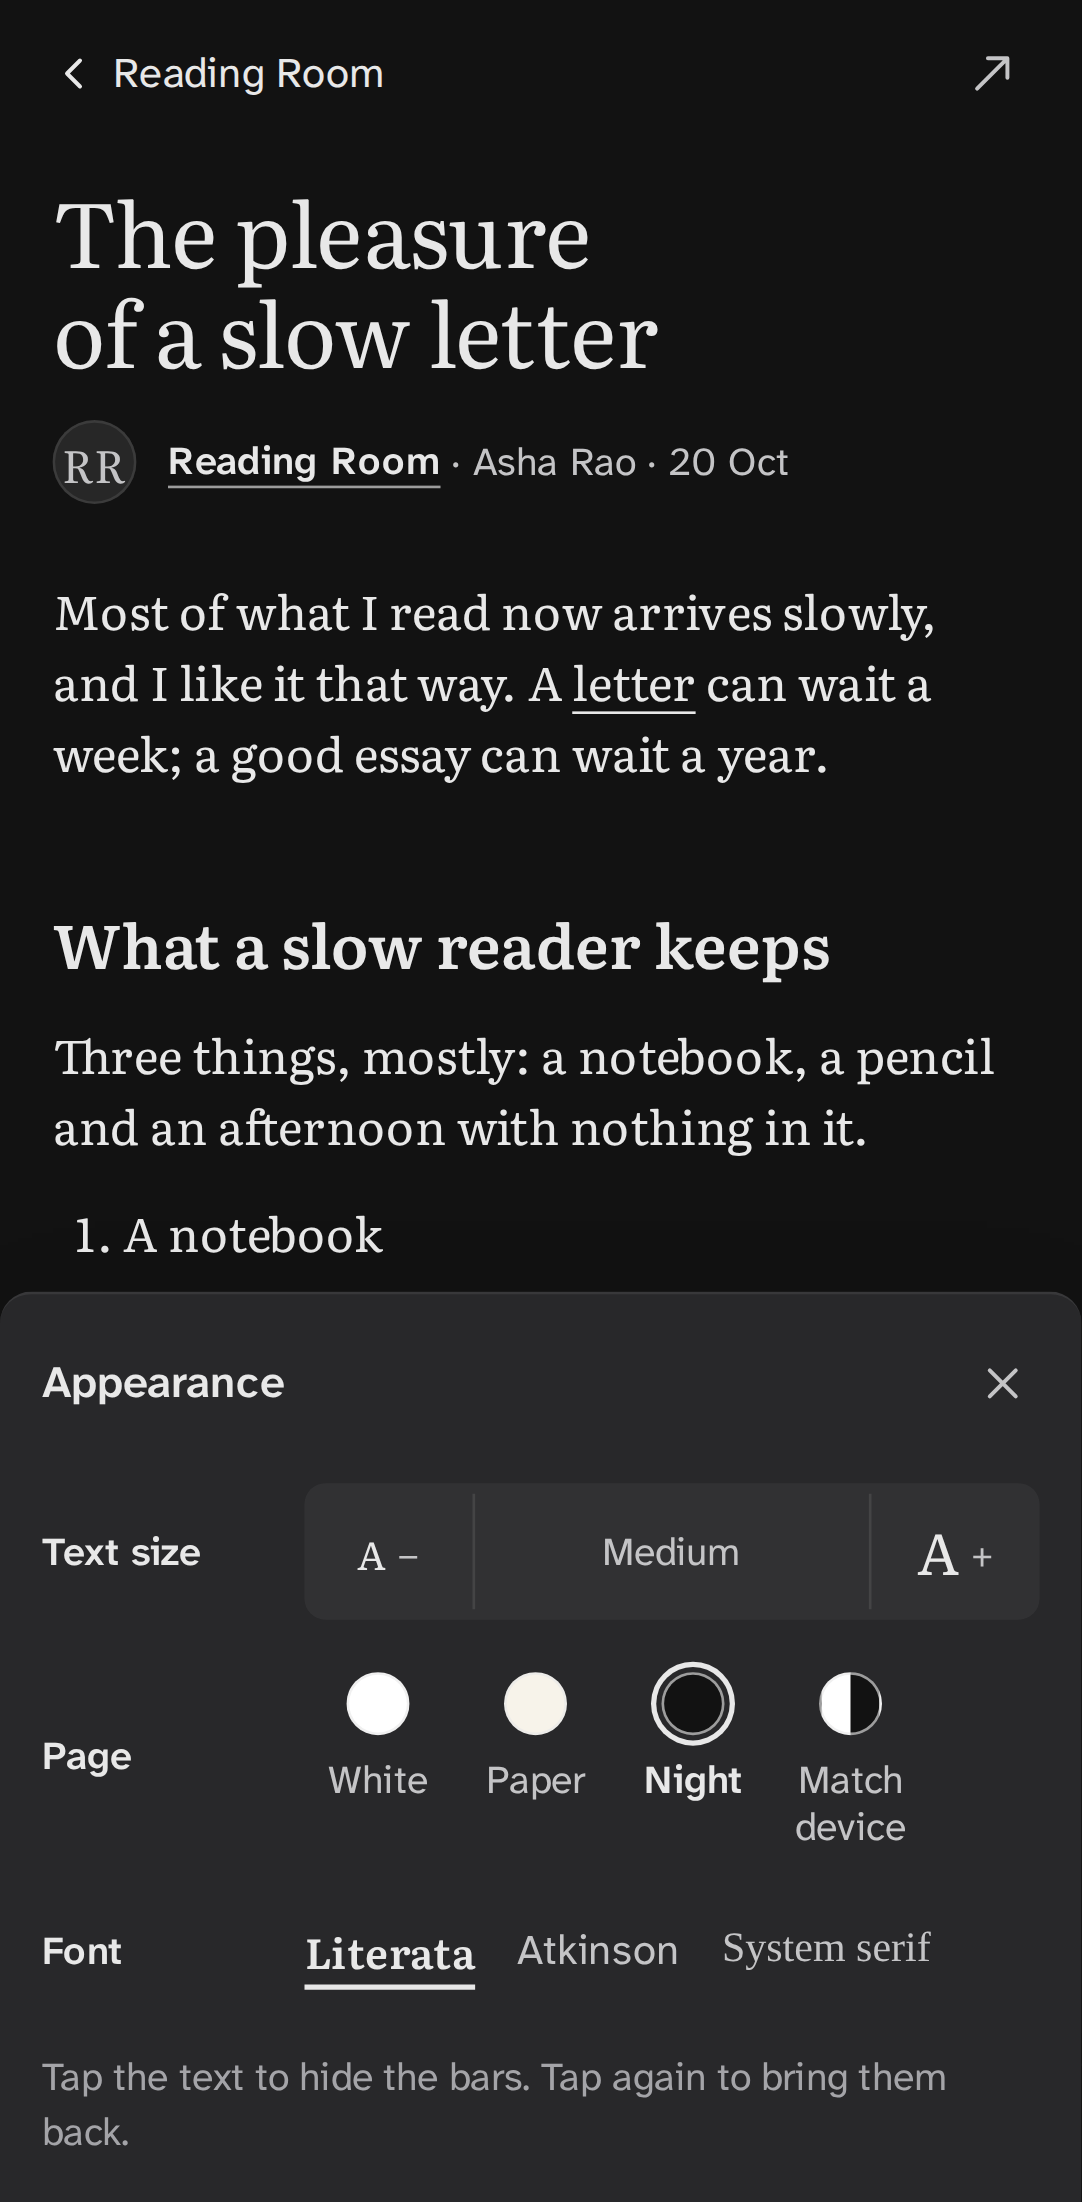 Reading Room
The pleasure
of a slow letter
RR Reading Room · Asha Rao · 20 Oct
Most of what I read now arrives slowly,
and I like it that way. A letter can wait a
week; a good essay can wait a year.
What a slow reader keeps
Three things, mostly: a notebook, a pencil
and an afternoon with nothing in it.
1. A notebook
Appearance
Text size A − Medium A +
Page White Paper Night Match
device
Font Literata Atkinson System serif
Tap the text to hide the bars. Tap again to bring them
back.